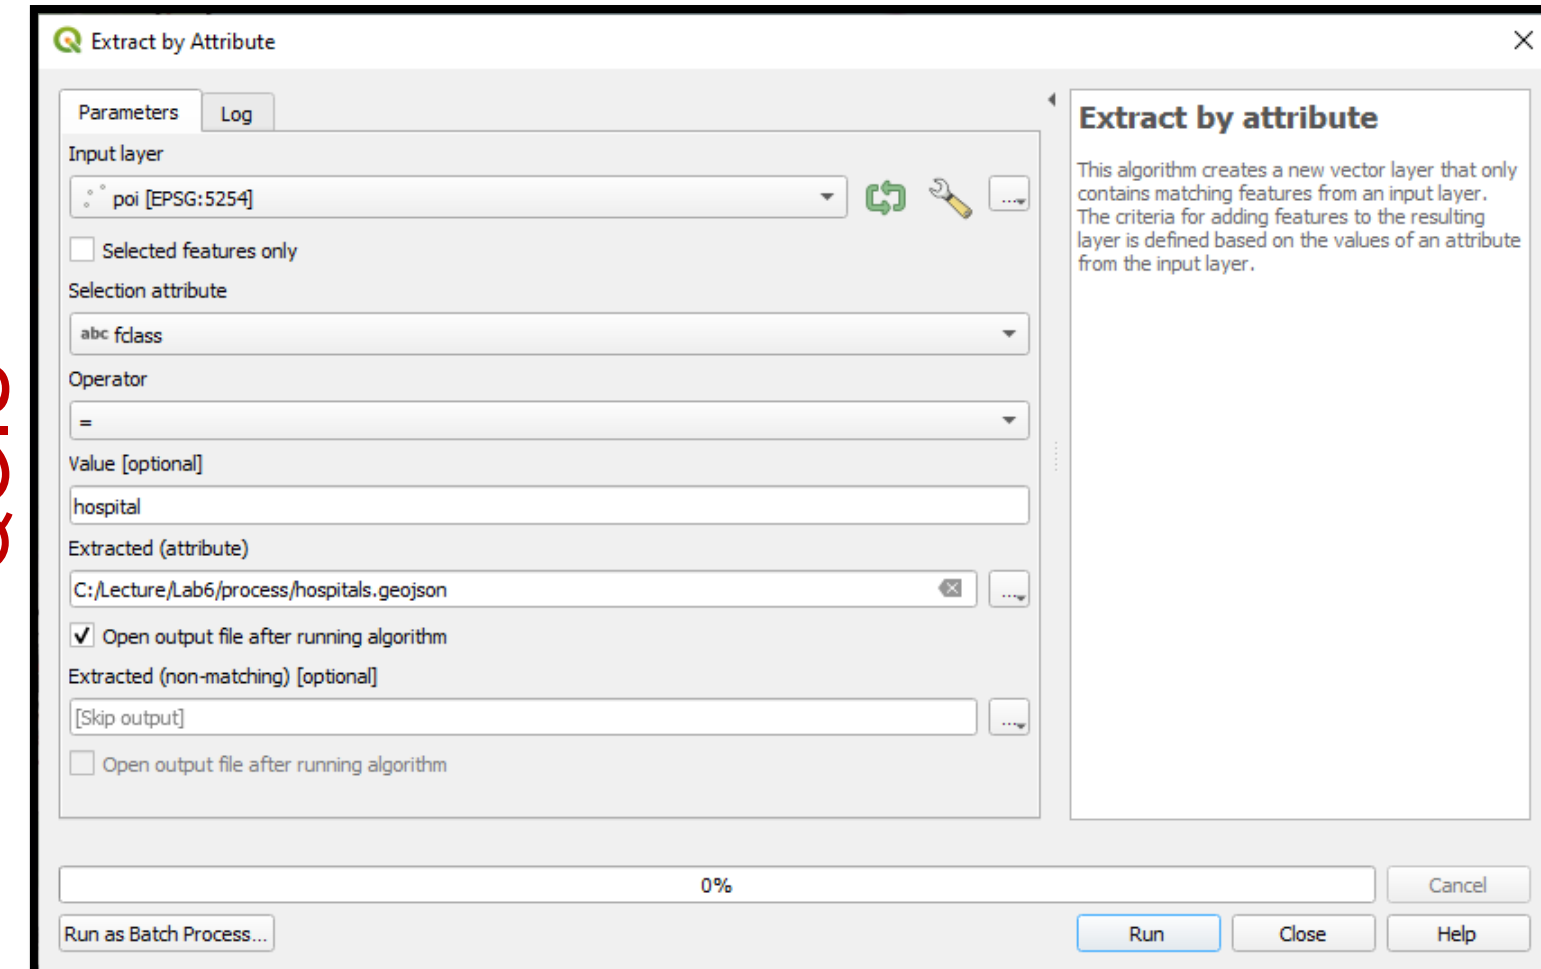 Extract by Attribute
Parameters
Log
Input layer
poi [EPSG:5254]
...
Selected features only
Selection attribute
abc fclass
Operator
=
Value [optional]
hospital
Extracted (attribute)
C:/Lecture/Lab6/process/hospitals.geojson
...
Open output file after running algorithm
Extracted (non-matching) [optional]
[Skip output]
...
Open output file after running algorithm
Extract by attribute
This algorithm creates a new vector layer that only
contains matching features from an input layer.
The criteria for adding features to the resulting
layer is defined based on the values of an attribute
from the input layer.
0%
Cancel
Run as Batch Process...
Run
Close
Help